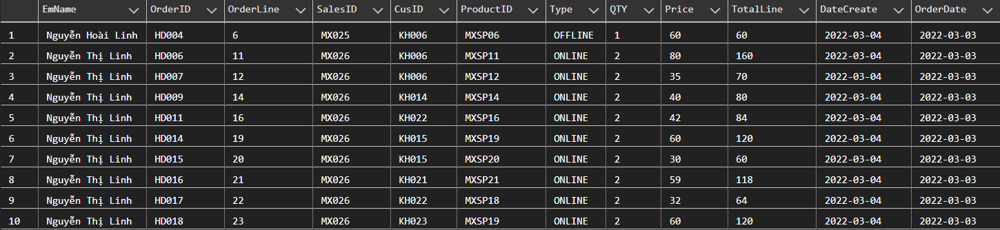 EmName OrderID OrderLine SalesID CusID ProductID Type QTY Price TotalLine DateCreate OrderDate
1 Nguyễn Hoài Linh HD004 6 MX025 KH006 MXSP06 OFFLINE 1 60 60 2022-03-04 2022-03-03
2 Nguyễn Thị Linh HD006 11 MX026 KH006 MXSP11 ONLINE 2 80 160 2022-03-04 2022-03-03
3 Nguyễn Thị Linh HD007 12 MX026 KH006 MXSP12 ONLINE 2 35 70 2022-03-04 2022-03-03
4 Nguyễn Thị Linh HD009 14 MX026 KH014 MXSP14 ONLINE 2 40 80 2022-03-04 2022-03-03
5 Nguyễn Thị Linh HD011 16 MX026 KH022 MXSP16 ONLINE 2 42 84 2022-03-04 2022-03-03
6 Nguyễn Thị Linh HD014 19 MX026 KH015 MXSP19 ONLINE 2 60 120 2022-03-04 2022-03-03
7 Nguyễn Thị Linh HD015 20 MX026 KH015 MXSP20 ONLINE 2 30 60 2022-03-04 2022-03-03
8 Nguyễn Thị Linh HD016 21 MX026 KH021 MXSP21 ONLINE 2 59 118 2022-03-04 2022-03-03
9 Nguyễn Thị Linh HD017 22 MX026 KH022 MXSP18 ONLINE 2 32 64 2022-03-04 2022-03-03
10 Nguyễn Thị Linh HD018 23 MX026 KH023 MXSP19 ONLINE 2 60 120 2022-03-04 2022-03-03